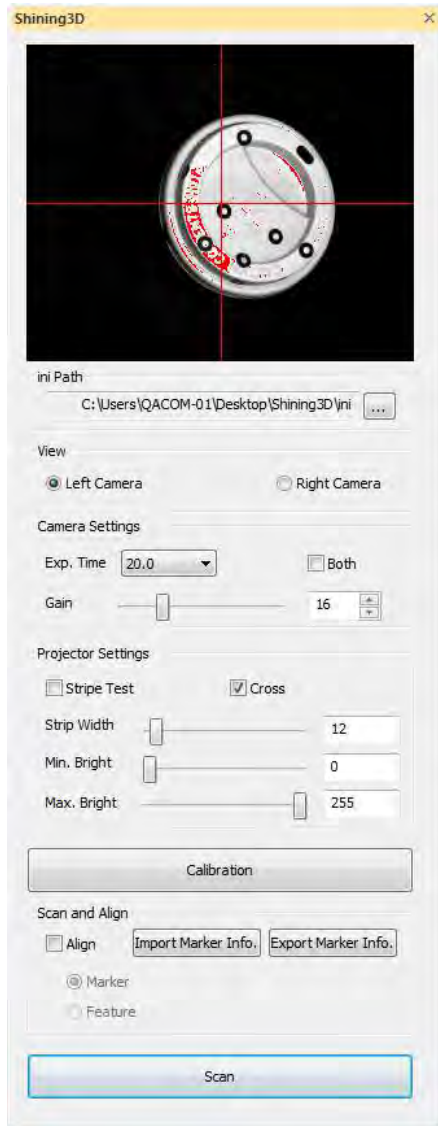 Shining3D
ini Path
C:\Users\QACOM-01\Desktop\Shining3D\ini ...
View
Left Camera Right Camera
Camera Settings
Exp. Time 20.0 Both
Gain 16
Projector Settings
Stripe Test Cross
Strip Width 12
Min. Bright 0
Max. Bright 255
Calibration
Scan and Align
Align Import Marker Info. Export Marker Info.
Marker
Feature
Scan